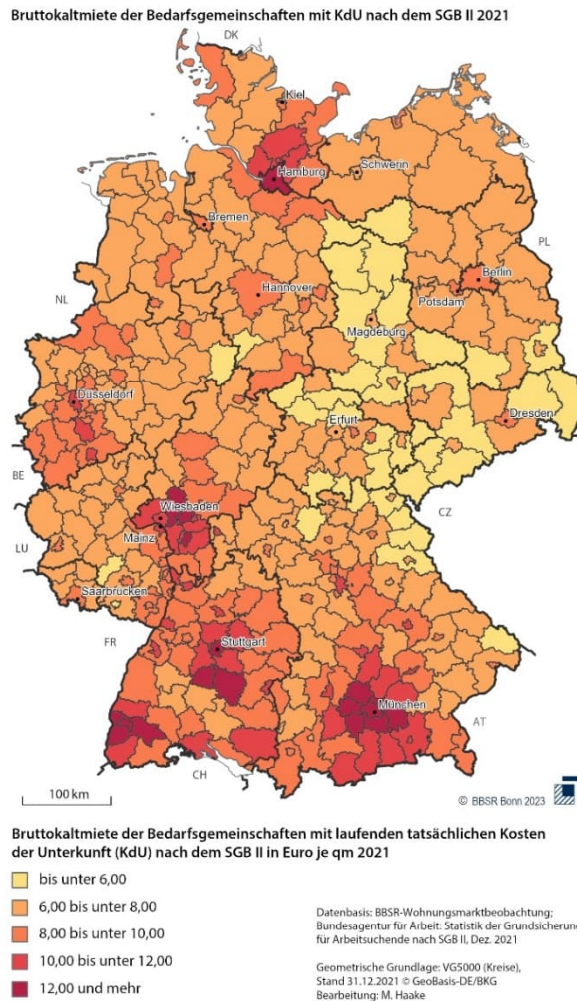 Bruttokaltmiete der Bedarfsgemeinschaften mit KdU nach dem SGB II 2021
DK
Kiel
Schwerin
Hamburg
Bremen
PL
Berlin
NL
Hannover
Potsdam
Magdeburg
Düsseldorf
Erfurt
Dresden
BE
Wiesbaden
CZ
Mainz
LU
Saarbrücken
FR
Stuttgart
München
AT
CH
100 km
© BBSR Bonn 2023
Bruttokaltmiete der Bedarfsgemeinschaften mit laufenden tatsächlichen Kosten
der Unterkunft (KdU) nach dem SGB II in Euro je qm 2021
bis unter 6,00
6,00 bis unter 8,00
8,00 bis unter 10,00
10,00 bis unter 12,00
12,00 und mehr
Datenbasis: BBSR-Wohnungsmarktbeobachtung;
Bundesagentur für Arbeit: Statistik der Grundsicherung
für Arbeitsuchende nach SGB II, Dez. 2021
Geometrische Grundlage: VG5000 (Kreise),
Stand 31.12.2021 © GeoBasis-DE/BKG
Bearbeitung: M. Haake